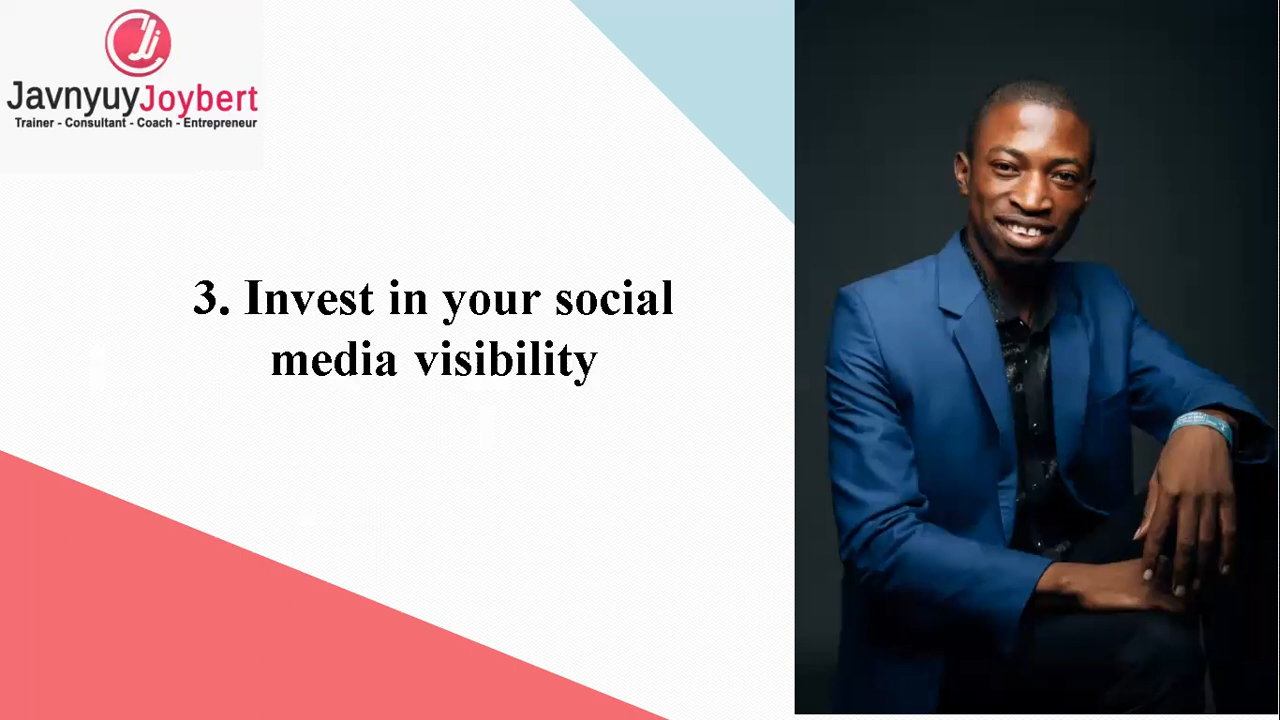 JavnyuyJoybert
Trainer - Consultant - Coach - Entrepreneur
3. Invest in your social
media visibility